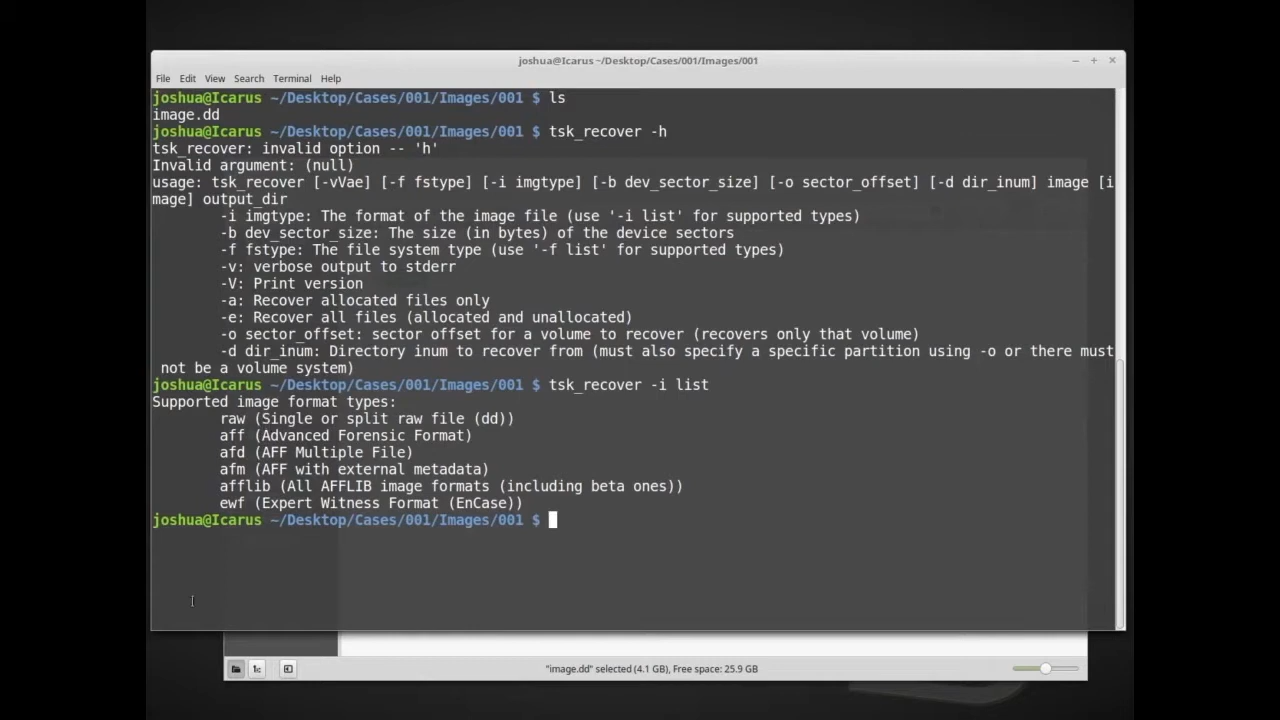 joshua@Icarus ~/Desktop/Cases/001/Images/001
File Edit View Search Terminal Help
joshua@Icarus ~/Desktop/Cases/001/Images/001 $ ls
image.dd
joshua@Icarus ~/Desktop/Cases/001/Images/001 $ tsk_recover -h
tsk_recover: invalid option -- 'h'
Invalid argument: (null)
usage: tsk_recover [-vVae] [-f fstype] [-i imgtype] [-b dev_sector_size] [-o sector_offset] [-d dir_inum] image [i
mage] output_dir
-i imgtype: The format of the image file (use '-i list' for supported types)
-b dev_sector_size: The size (in bytes) of the device sectors
-f fstype: The file system type (use '-f list' for supported types)
-v: verbose output to stderr
-V: Print version
-a: Recover allocated files only
-e: Recover all files (allocated and unallocated)
-o sector_offset: sector offset for a volume to recover (recovers only that volume)
-d dir_inum: Directory inum to recover from (must also specify a specific partition using -o or there must
not be a volume system)
joshua@Icarus ~/Desktop/Cases/001/Images/001 $ tsk_recover -i list
Supported image format types:
raw (Single or split raw file (dd))
aff (Advanced Forensic Format)
afd (AFF Multiple File)
afm (AFF with external metadata)
afflib (All AFFLIB image formats (including beta ones))
ewf (Expert Witness Format (EnCase))
joshua@Icarus ~/Desktop/Cases/001/Images/001 $
"image.dd" selected (4.1 GB), Free space: 25.9 GB